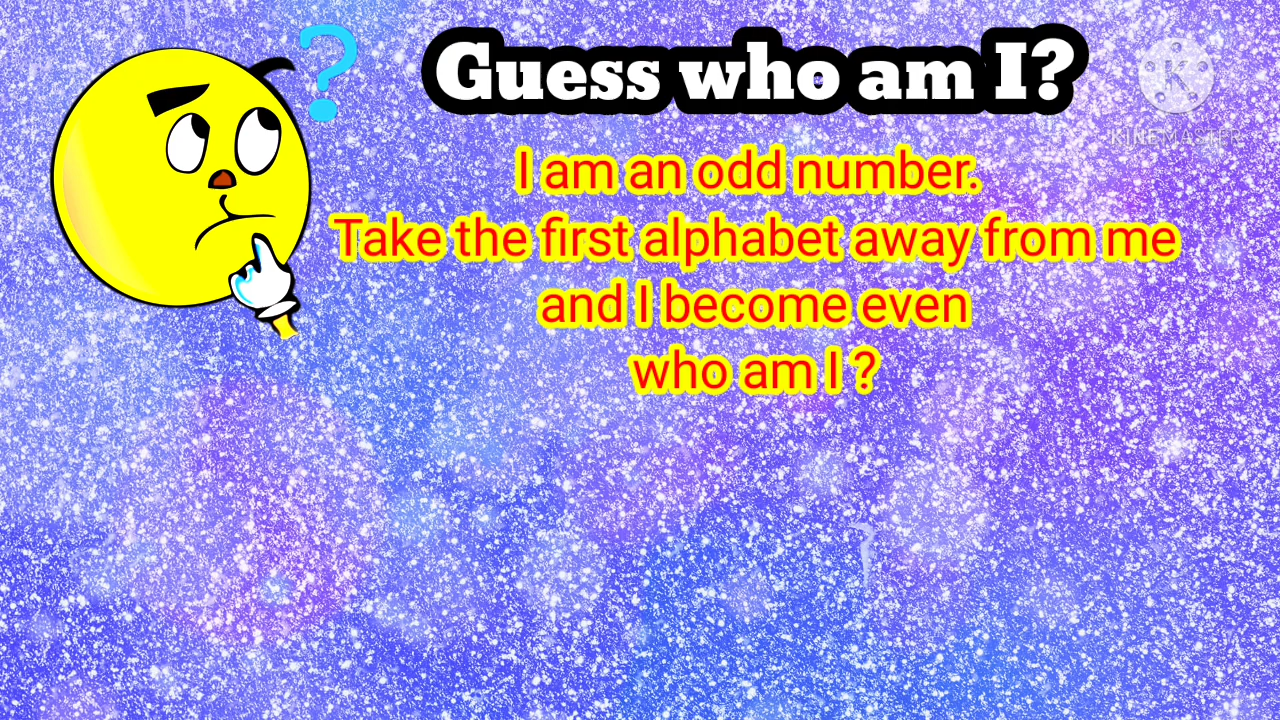 Guess who am I?
KINEMASTER
I am an odd number.
Take the first alphabet away from me
and I become even
who am I ?